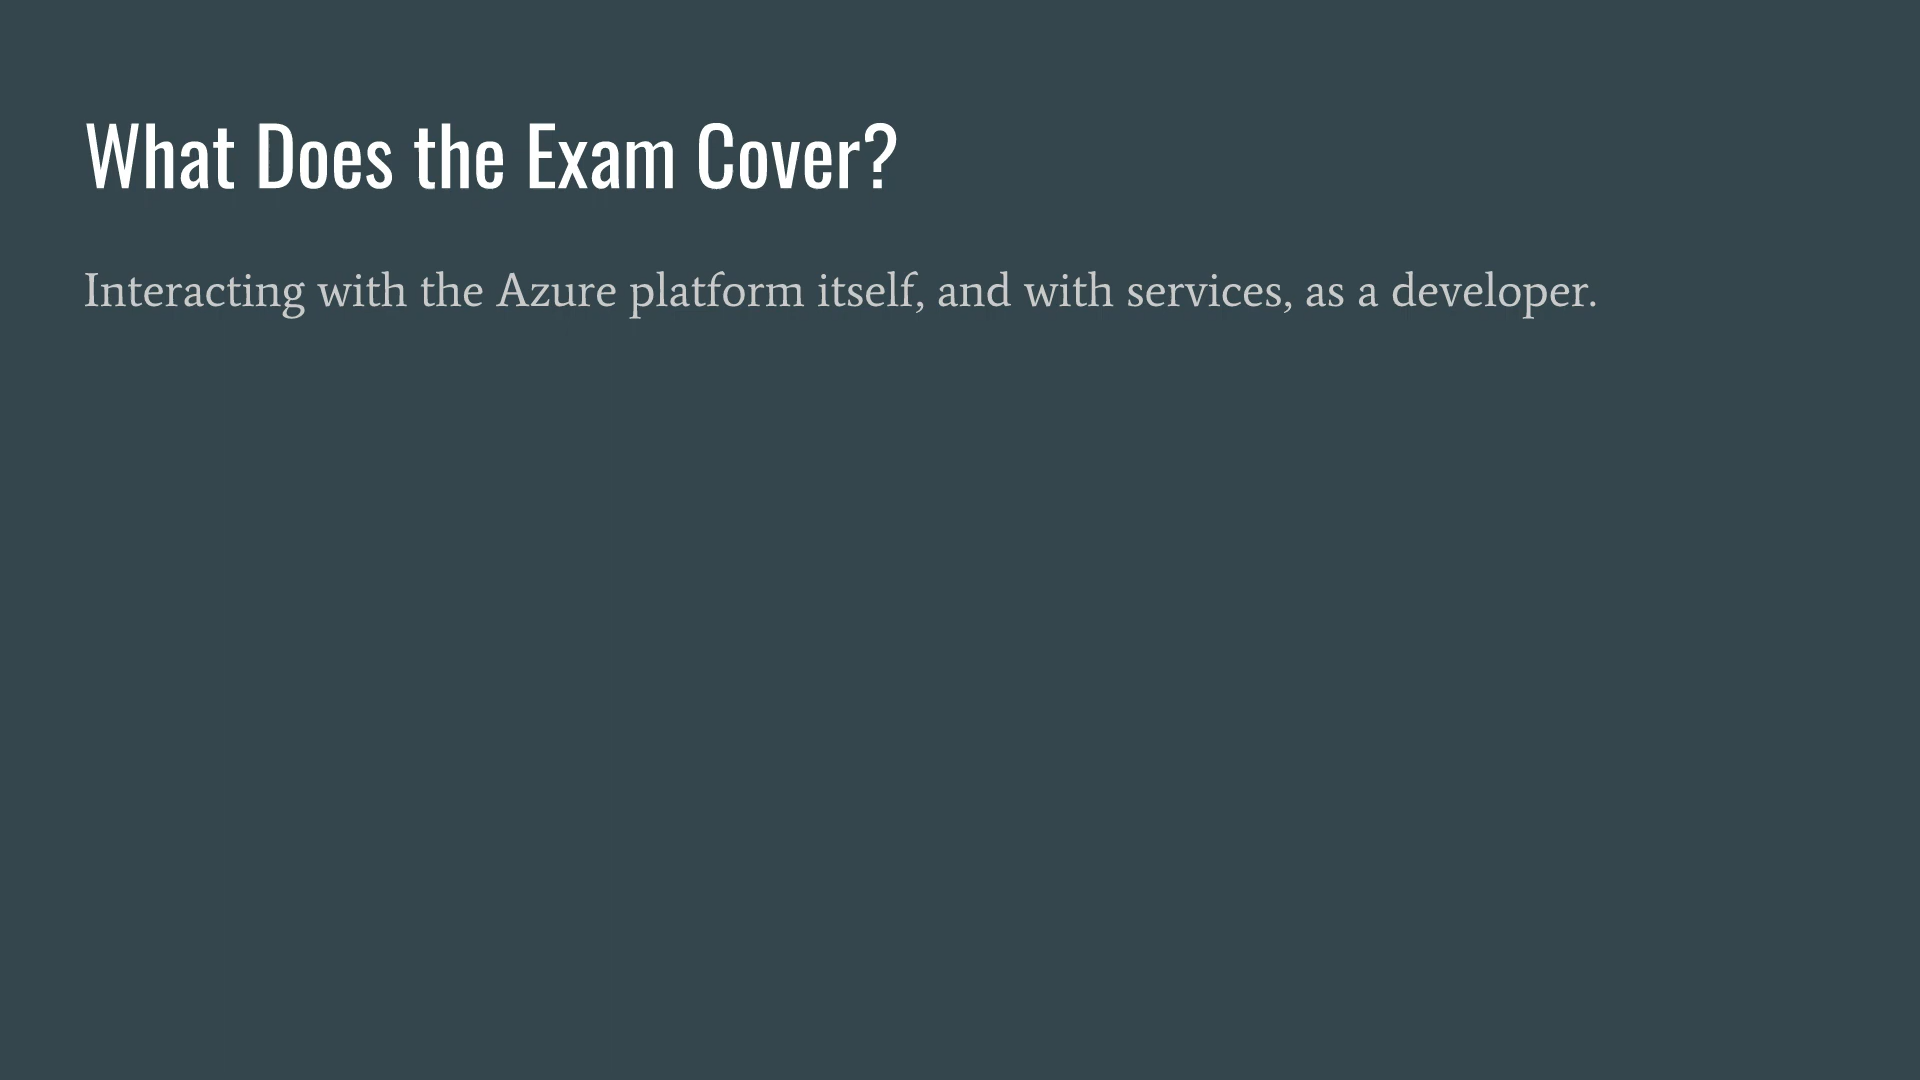 What Does the Exam Cover?
Interacting with the Azure platform itself, and with services, as a developer.